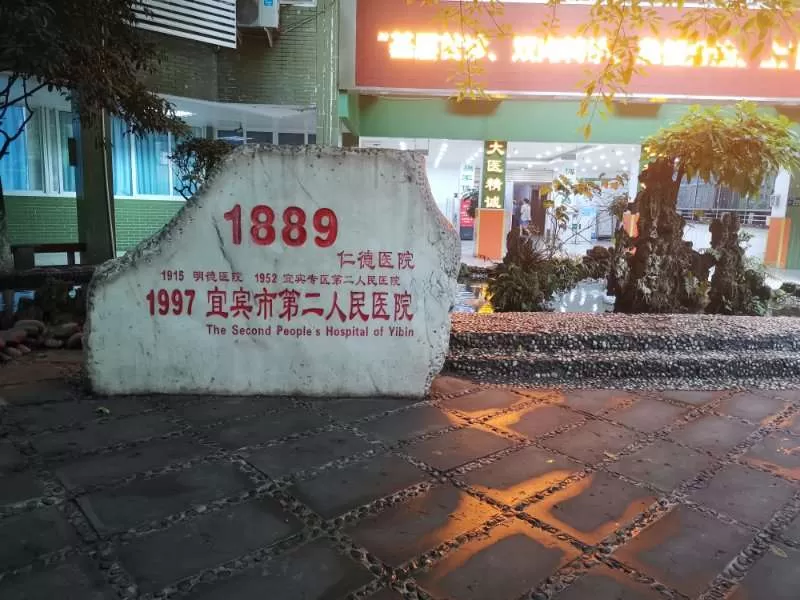 大医精诚
1889
仁德医院
1915 明德医院 1952 宜宾专区第二人民医院
1997 宜宾市第二人民医院
The Second People's Hospital of Yibin